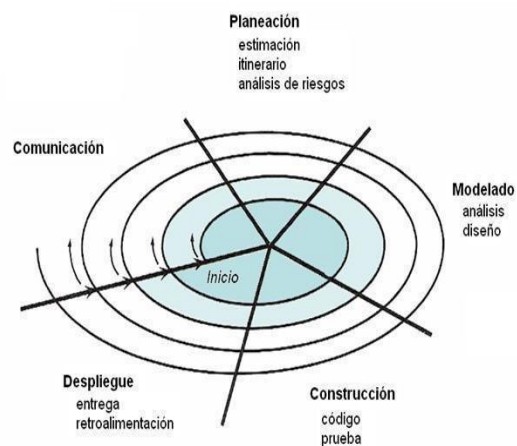 Planeación
estimación
itinerario
análisis de riesgos
Comunicación
Modelado
análisis
diseño
Inicio
Despliegue
entrega
retroalimentación
Construcción
código
prueba